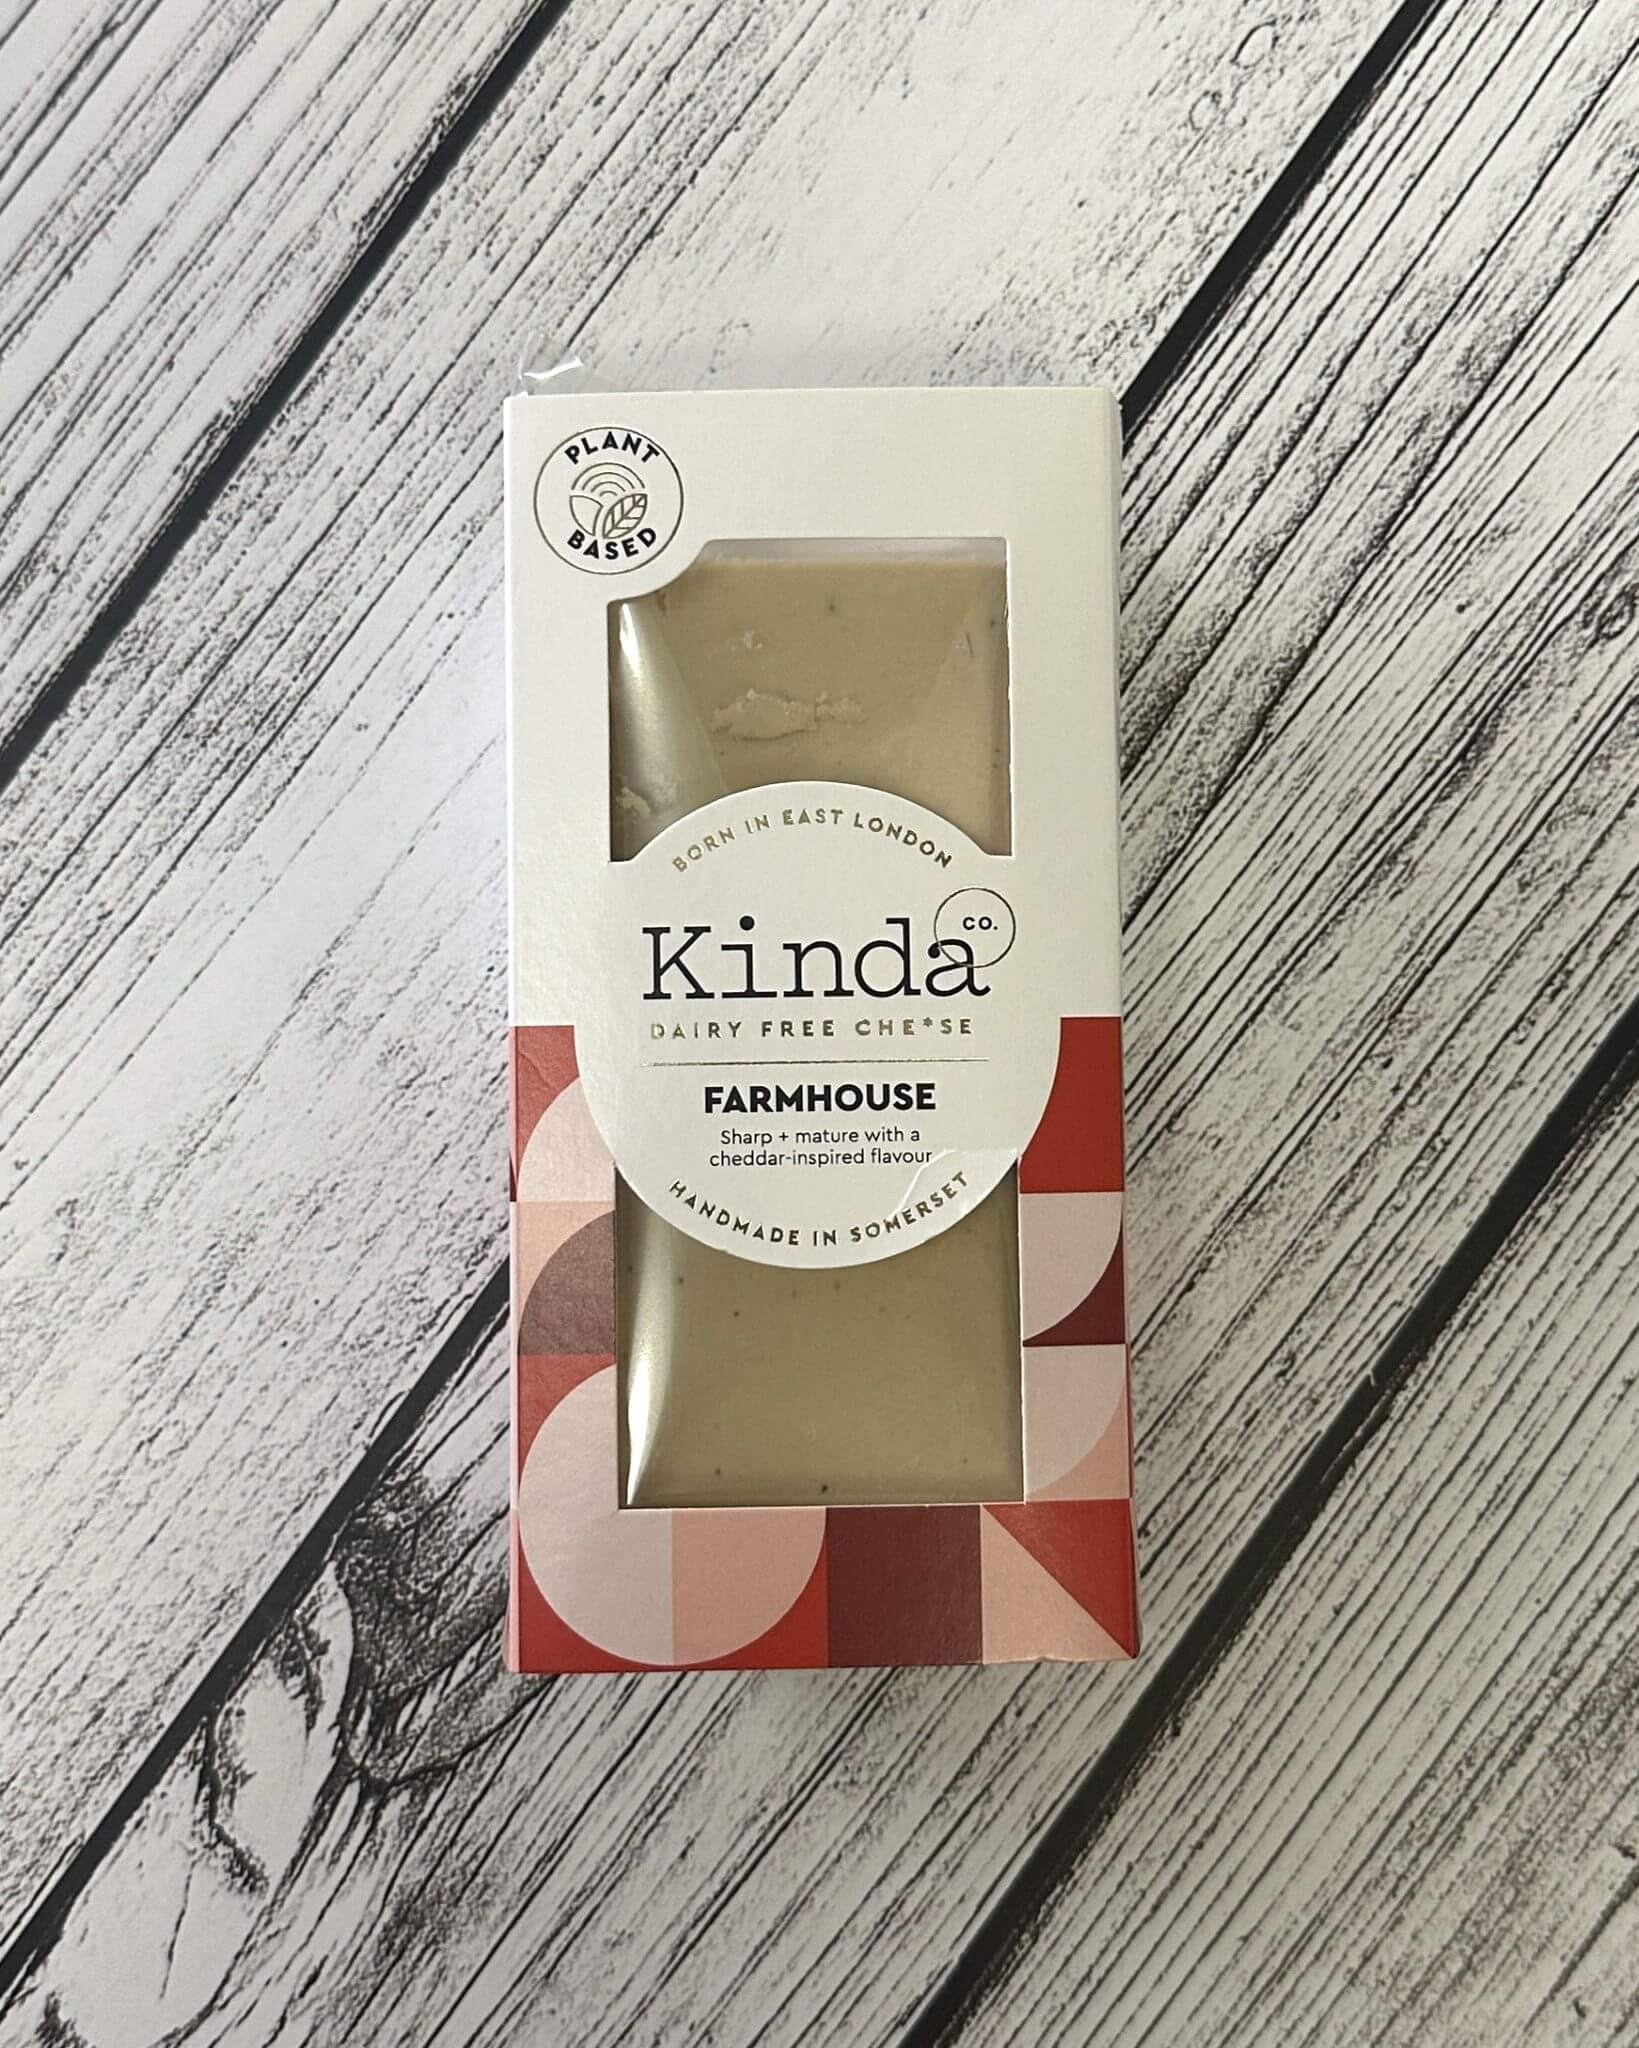 PLANT
BASED
BORN IN EAST LONDON
Kinda
CO.
DAIRY FREE CHE*SE
FARMHOUSE
Sharp + mature with a
cheddar-inspired flavour
HANDMADE IN SOMERSET